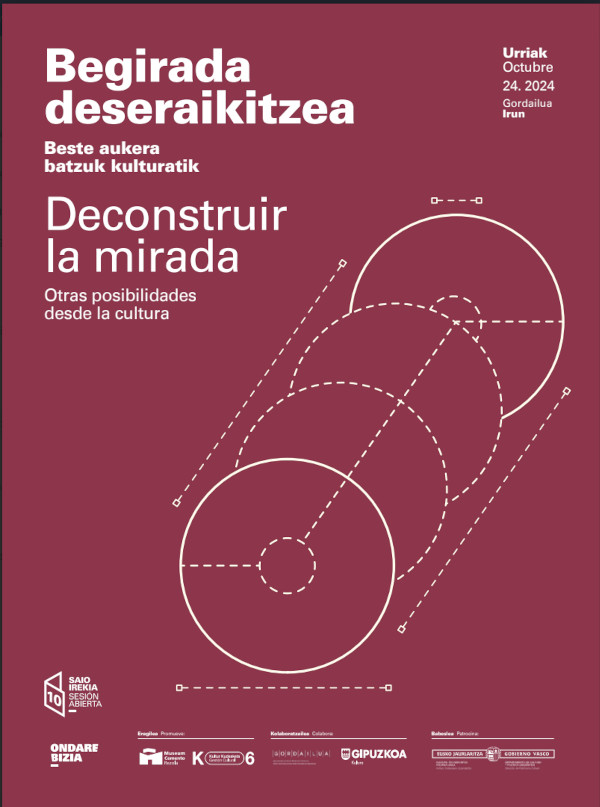 Begirada
deseraikitzea
Beste aukera
batzuk kulturatik
Deconstruir
la mirada
Otras posibilidades
desde la cultura
Urriak
Octubre
24. 2024
Gordailua
Irun
10
SAIO
IREKIA
SESIÓN
ABIERTA
ONDARE
BIZIA
Eragilea Promueve:
Museum
Cemento
Rezola
K 6
Kolaboratzailea Colabora:
GORDAILUA
GIPUZKOA
Kultura
Babeslea Patrocina:
EUSKO JAURLARITZA
GOBIERNO VASCO